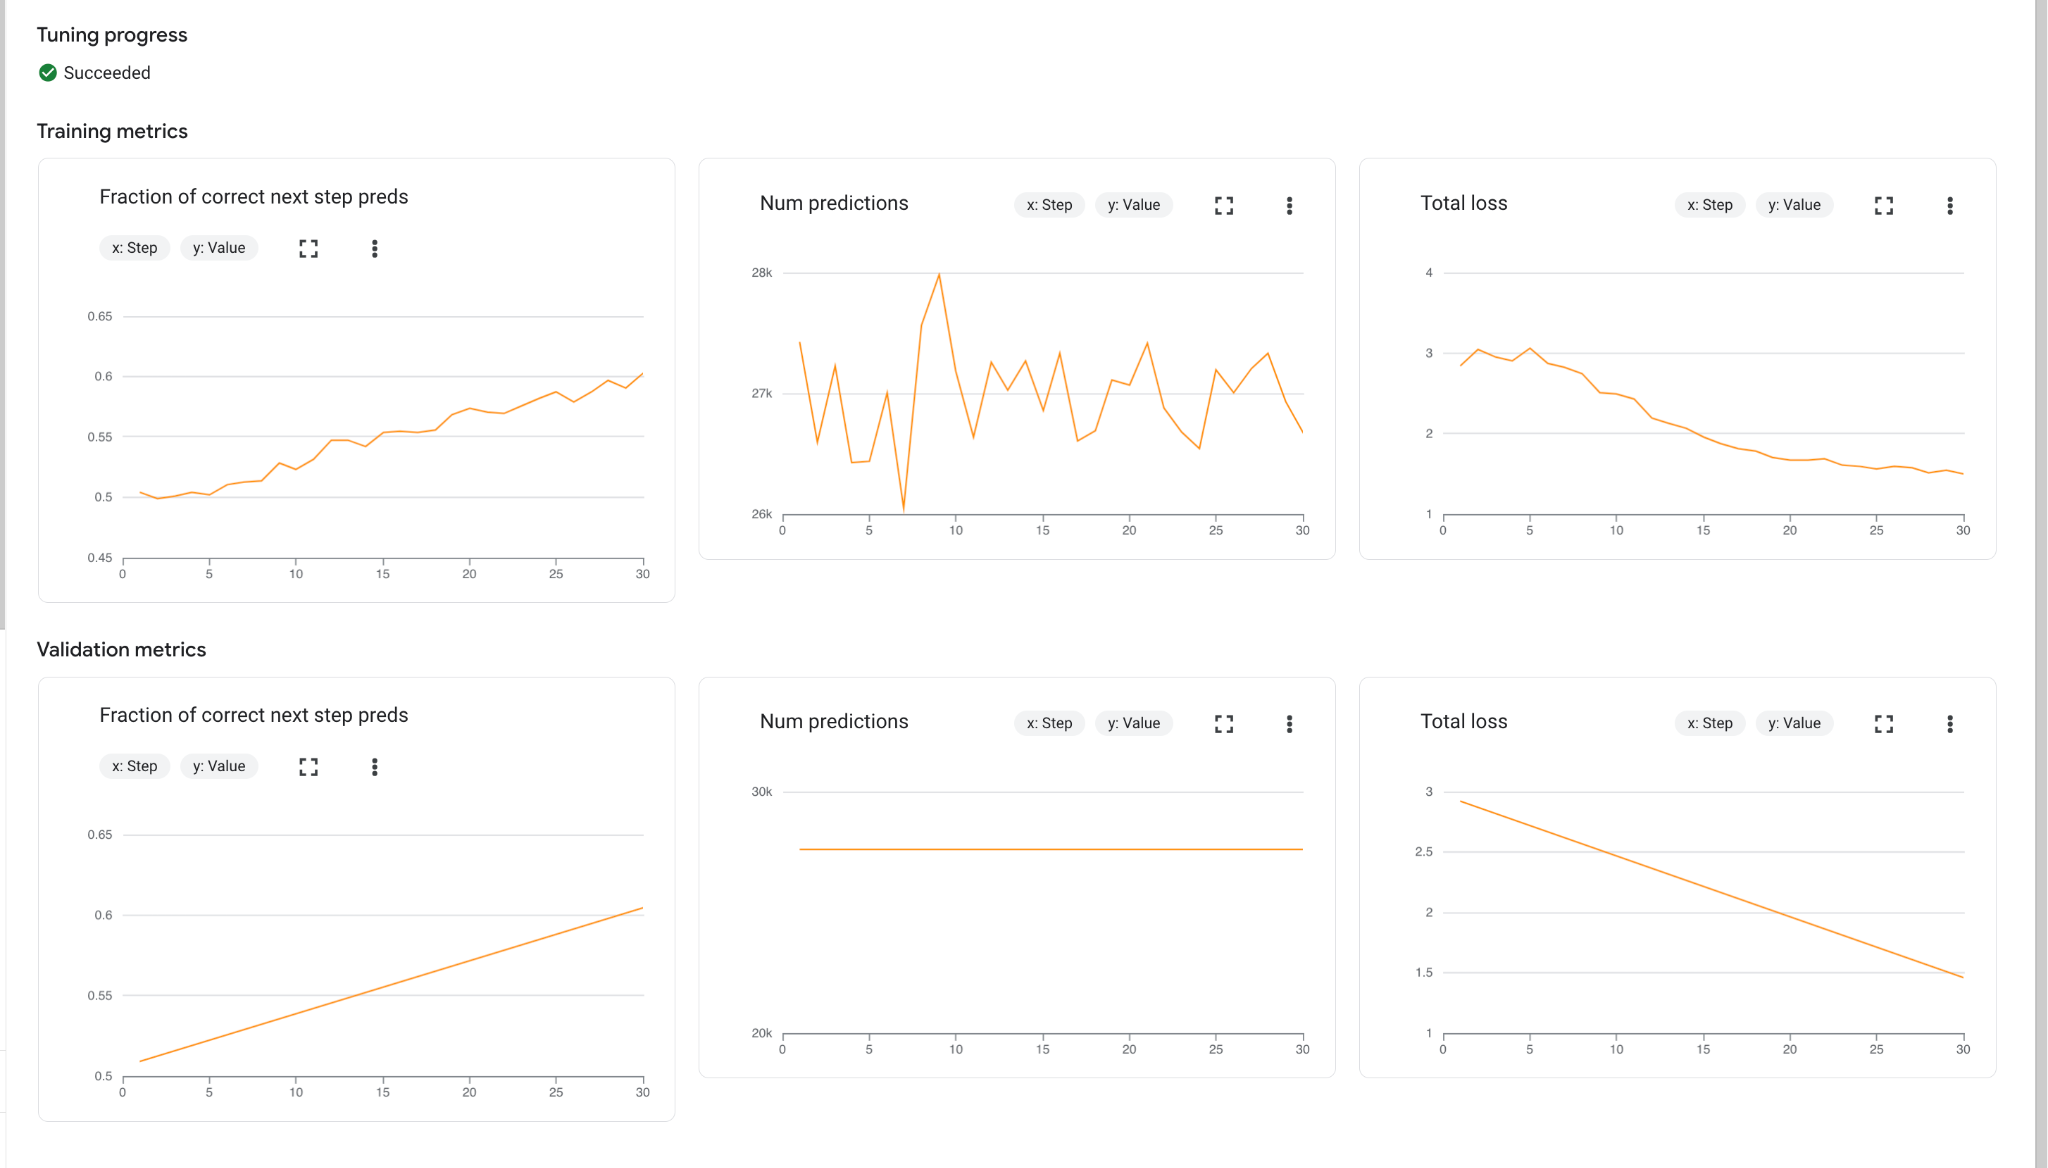 Tuning progress
Succeeded
Training metrics
Fraction of correct next step preds
x: Step y: Value
0.65
0.6
0.55
0.5
0.45
0 5 10 15 20 25 30
Num predictions x: Step y: Value
28k
27k
26k
0 5 10 15 20 25 30
Total loss x: Step y: Value
4
3
2
1
0 5 10 15 20 25 30
Validation metrics
Fraction of correct next step preds
x: Step y: Value
0.65
0.6
0.55
0.5
0 5 10 15 20 25 30
Num predictions x: Step y: Value
30k
20k
0 5 10 15 20 25 30
Total loss x: Step y: Value
3
2.5
2
1.5
1
0 5 10 15 20 25 30